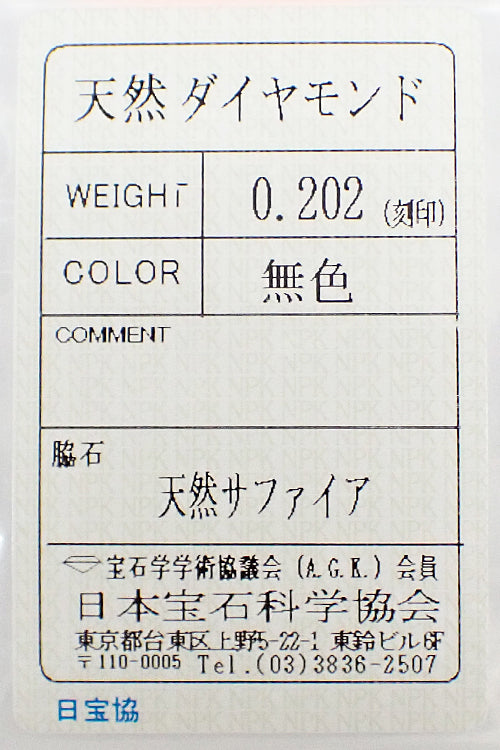 天然ダイヤモンド
WEIGHT 0.202 (刻印)
COLOR 無色
COMMENT
脇石
天然サファイア
宝石学学術協議会 (A.G.K.) 会員
日本宝石科学協会
東京都台東区上野5-22-1 東鈴ビル6F
〒110-0005 Tel.(03)3836-2507
日宝協